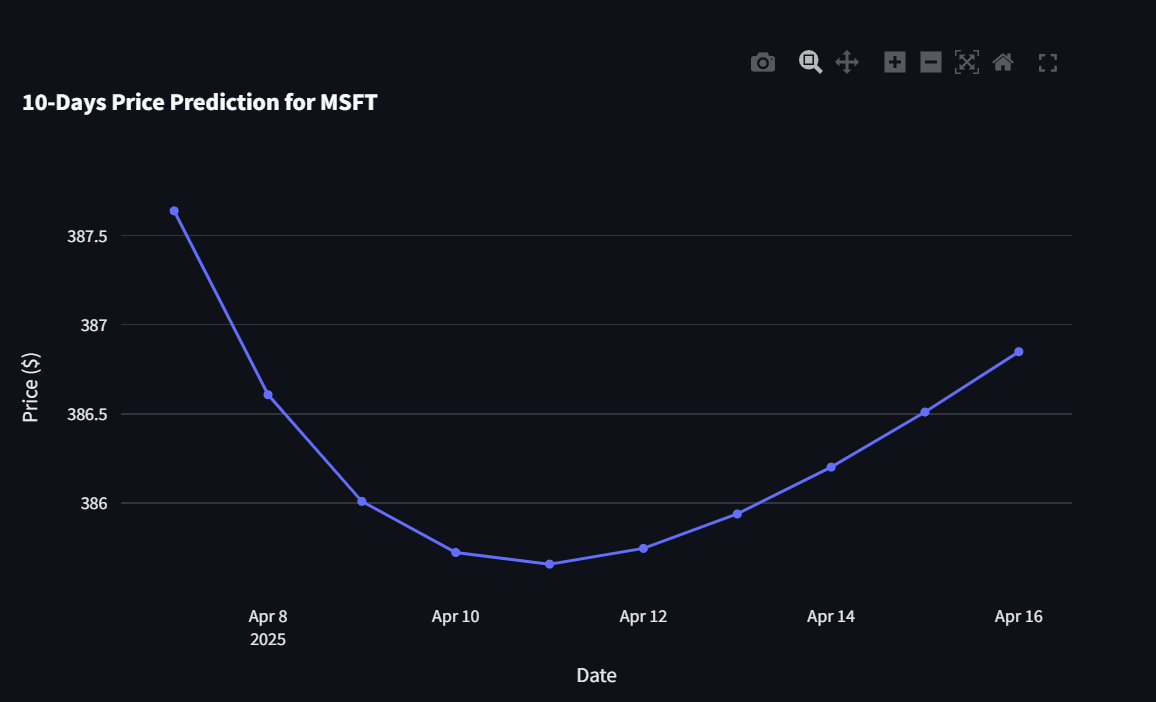 10-Days Price Prediction for MSFT
387.5
387
386.5
386
Price ($)
Apr 8
2025
Apr 10
Apr 12
Apr 14
Apr 16
Date